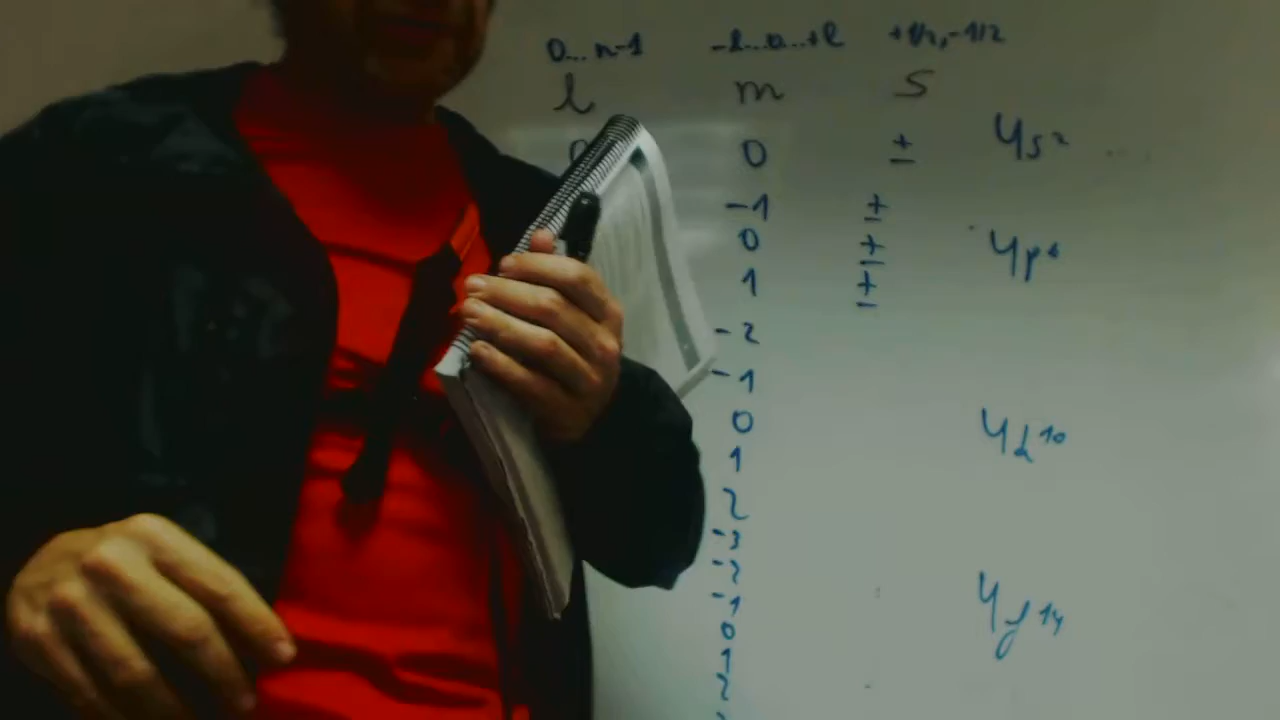 0...n-1 -l...0...+l +1/2,-1/2
l m s
0 0 ± 4s²
-1 ±
0 ± 4p⁶
1 ±
-2
-1
0 4d¹⁰
1
2
-3
-2
-1
0 4f¹⁴
1
2